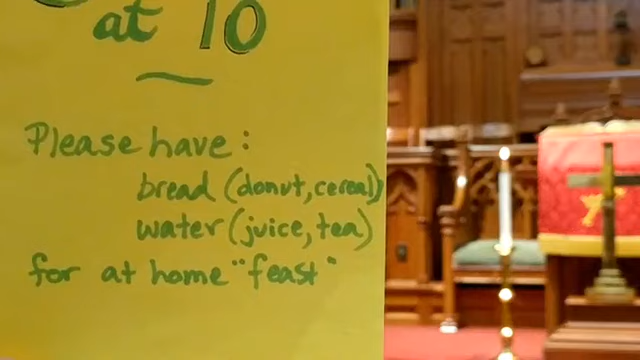 at 10
Please have:
bread (donut, cereal)
water (juice, tea)
for at home "feast"